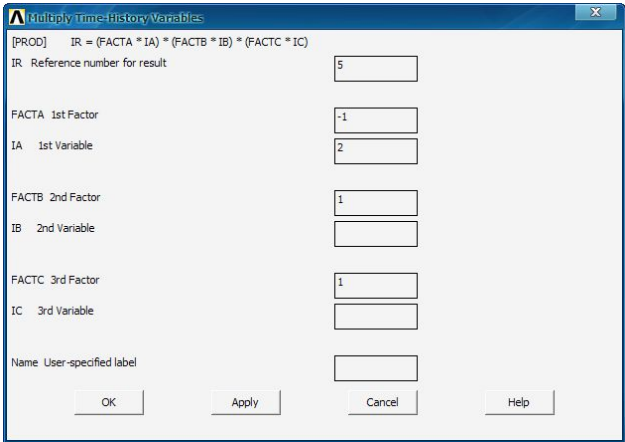 Multiply Time-History Variables
[PROD] IR = (FACTA * IA) * (FACTB * IB) * (FACTC * IC)
IR Reference number for result 5
FACTA 1st Factor -1
IA 1st Variable 2
FACTB 2nd Factor 1
IB 2nd Variable
FACTC 3rd Factor 1
IC 3rd Variable
Name User-specified label
OK Apply Cancel Help